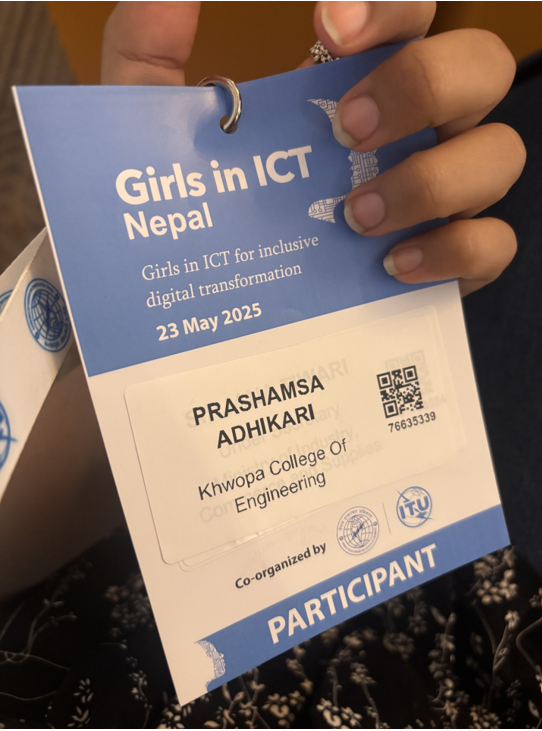 Girls in ICT
Nepal
Girls in ICT for inclusive
digital transformation
23 May 2025
PRASHAMSA
ADHIKARI
Khwopa College Of
Engineering
76635339
Co-organized by
ITU
PARTICIPANT